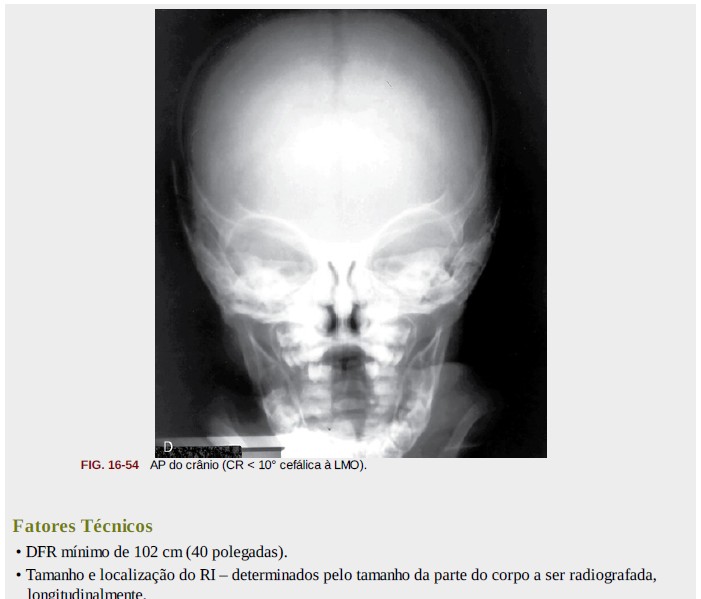 D
FIG. 16-54 AP do crânio (CR < 10° cefálica à LMO).
Fatores Técnicos
• DFR mínimo de 102 cm (40 polegadas).
• Tamanho e localização do RI – determinados pelo tamanho da parte do corpo a ser radiografada,
longitudinalmente.